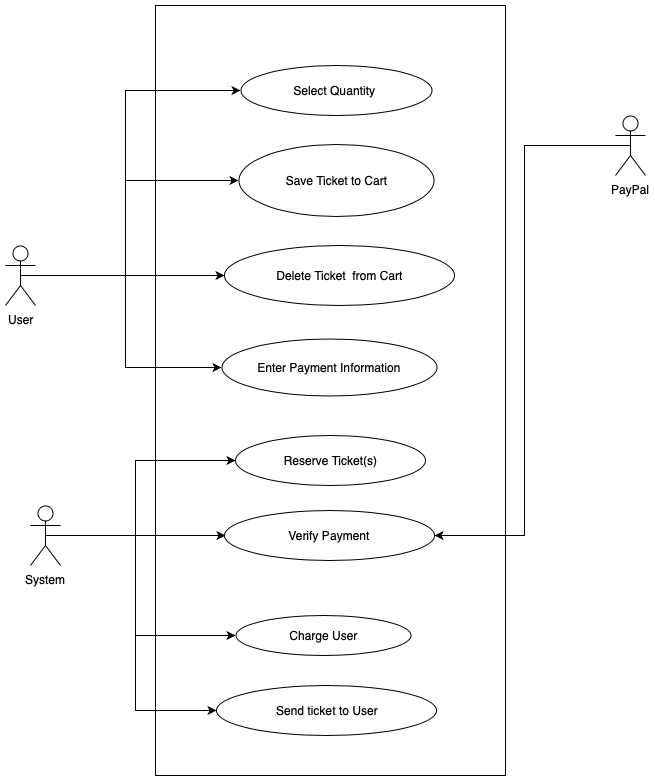 Select Quantity
PayPal
Save Ticket to Cart
Delete Ticket  from Cart
User
Enter Payment Information
Reserve Ticket(s)
Verify Payment
System
Charge User
Send ticket to User